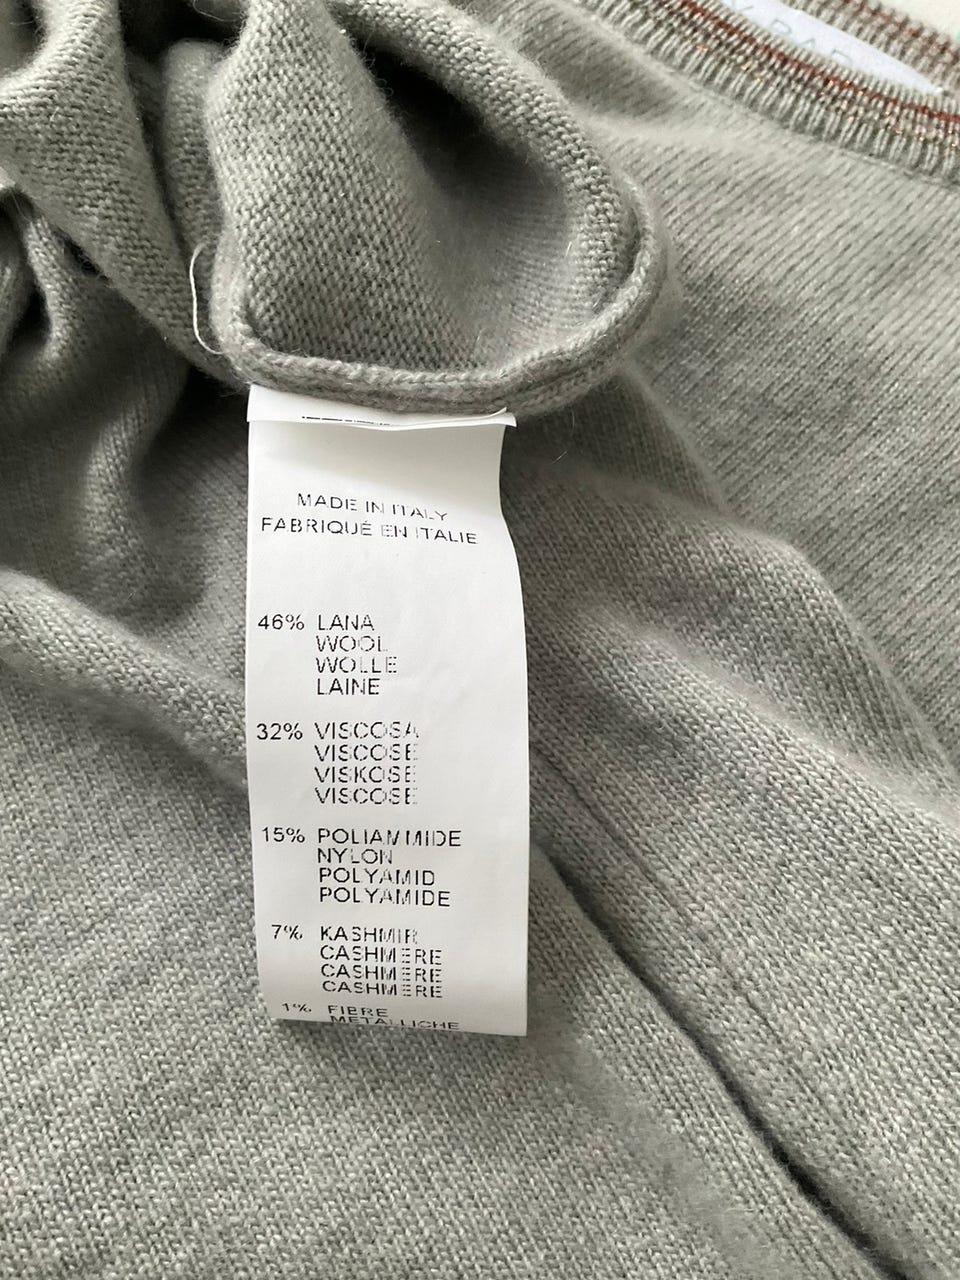 MADE IN ITALY
FABRIQUÉ EN ITALIE
46% LANA
WOOL
WOLLE
LAINE
32% VISCOSA
VISCOSE
VISKOSE
VISCOSE
15% POLIAMMIDE
NYLON
POLYAMID
POLYAMIDE
7% KASHMIR
CASHMERE
CASHMERE
CASHMERE
1% FIBRE
METALLICHE